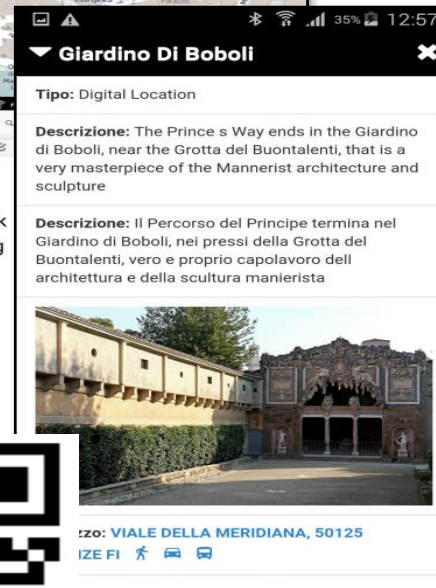 35% 12:57
Giardino Di Boboli
Tipo: Digital Location
Descrizione: The Prince s Way ends in the Giardino
di Boboli, near the Grotta del Buontalenti, that is a
very masterpiece of the Mannerist architecture and
sculpture
Descrizione: Il Percorso del Principe termina nel
Giardino di Boboli, nei pressi della Grotta del
Buontalenti, vero e proprio capolavoro dell
architettura e della scultura manierista
zzo: VIALE DELLA MERIDIANA, 50125
ZE FI